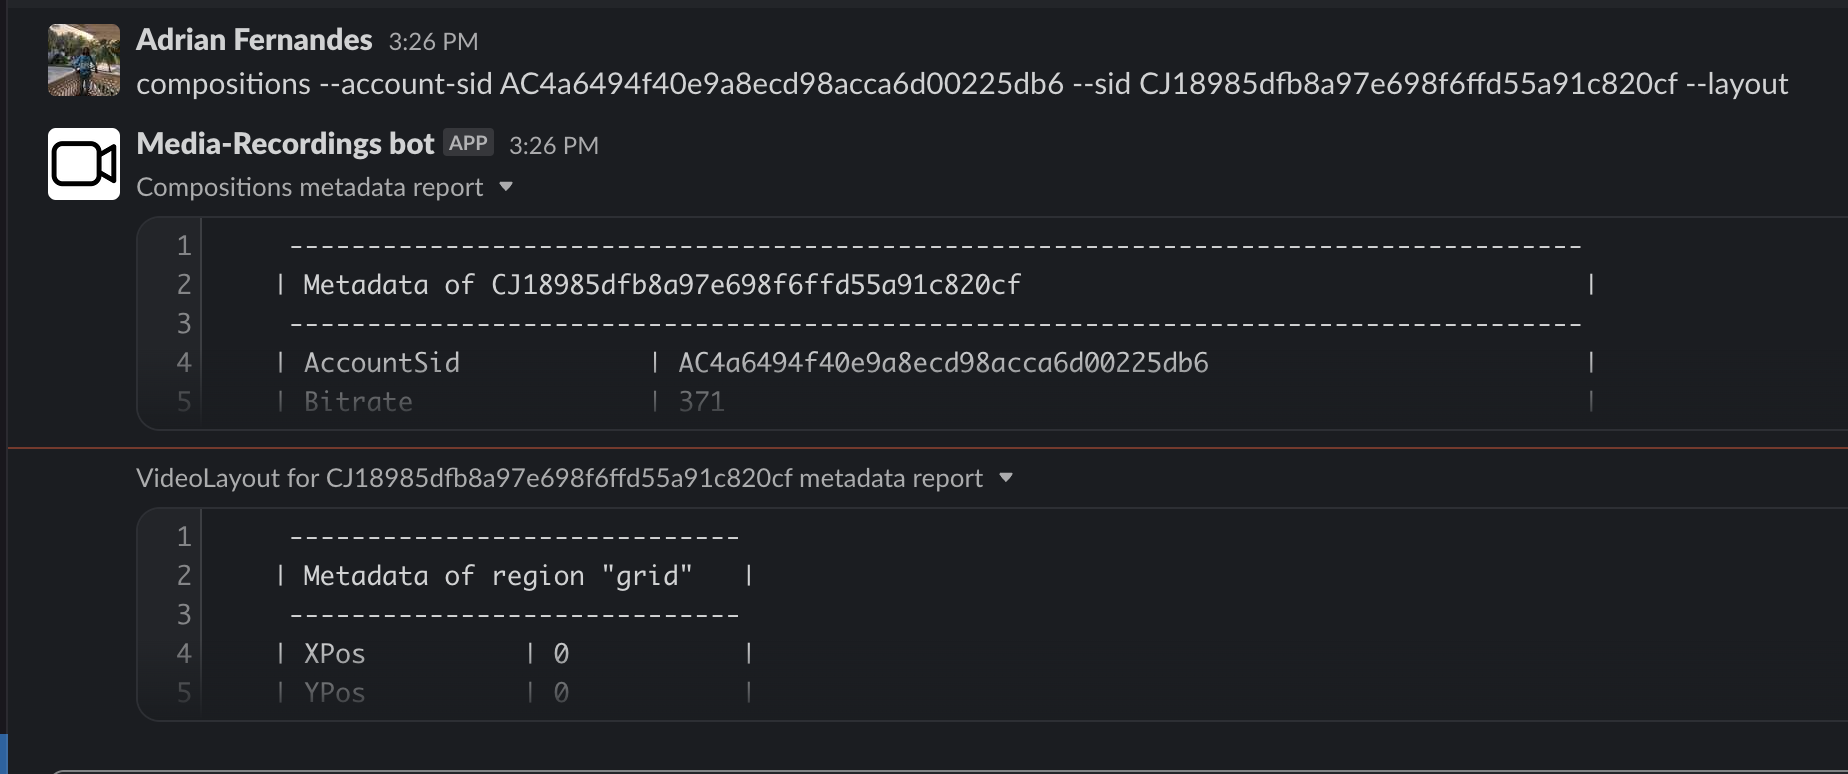 Adrian Fernandes 3:26 PM
compositions --account-sid AC4a6494f40e9a8ecd98acca6d00225db6 --sid CJ18985dfb8a97e698f6ffd55a91c820cf --layout
Media-Recordings bot APP 3:26 PM
Compositions metadata report
1 --------------------------------------------------------------------------------
2 | Metadata of CJ18985dfb8a97e698f6ffd55a91c820cf |
3 --------------------------------------------------------------------------------
4 | AccountSid | AC4a6494f40e9a8ecd98acca6d00225db6 |
5 | Bitrate | 371 |
VideoLayout for CJ18985dfb8a97e698f6ffd55a91c820cf metadata report
1 -----------------------------
2 | Metadata of region "grid" |
3 -----------------------------
4 | XPos | 0 |
5 | YPos | 0 |